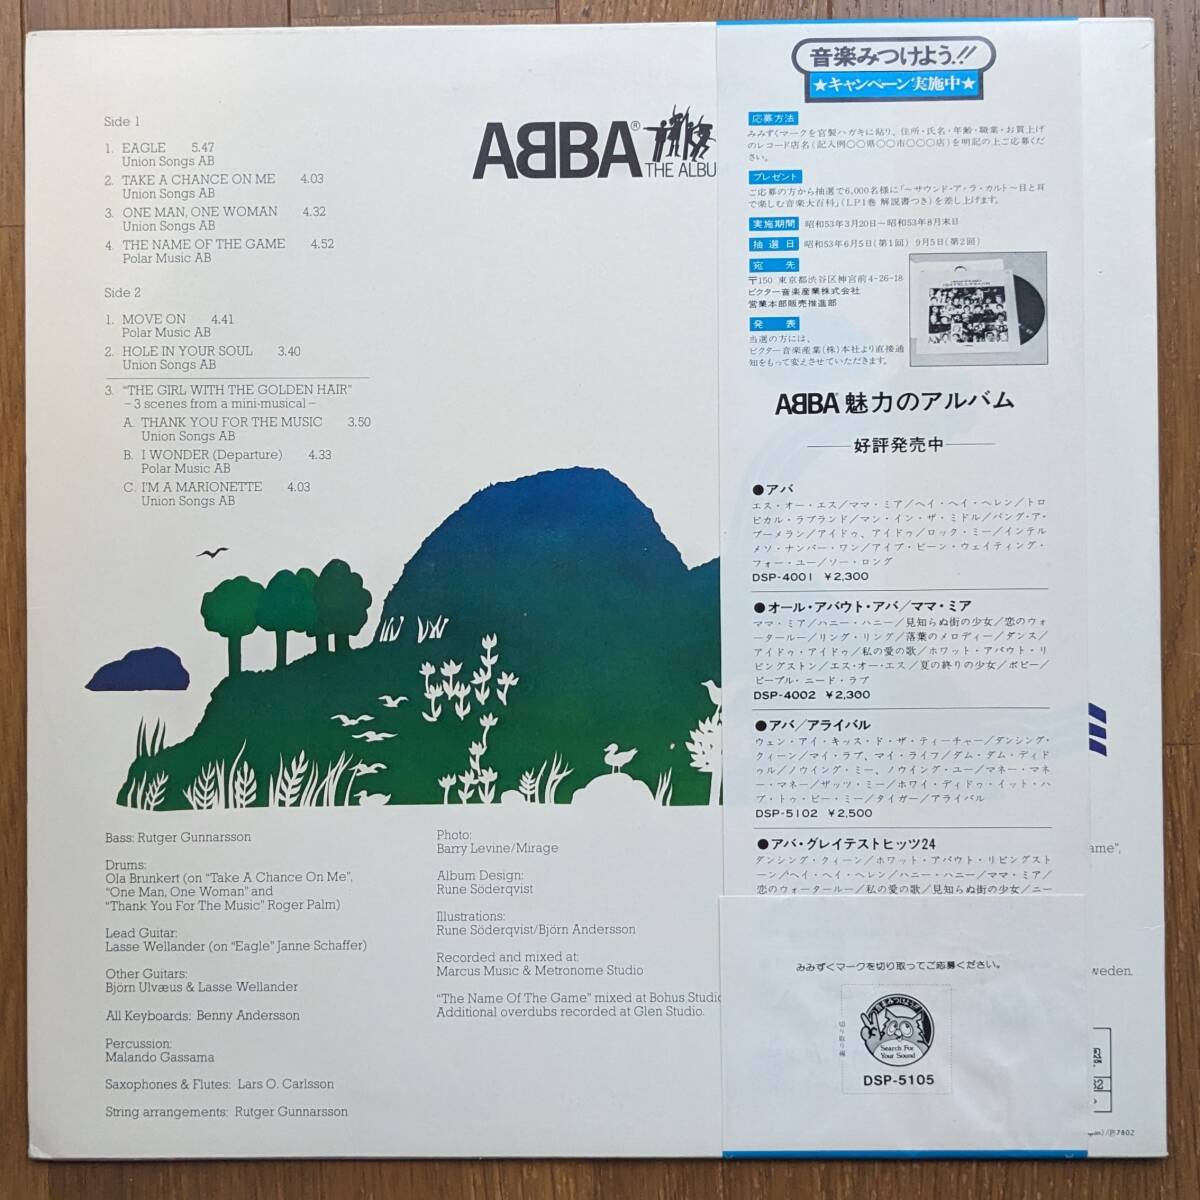 Side 1
1. EAGLE 5.47
Union Songs AB
2. TAKE A CHANCE ON ME 4.03
Union Songs AB
3. ONE MAN, ONE WOMAN 4.32
Union Songs AB
4. THE NAME OF THE GAME 4.52
Polar Music AB
Side 2
1. MOVE ON 4.41
Polar Music AB
2. HOLE IN YOUR SOUL 3.40
Union Songs AB
3. "THE GIRL WITH THE GOLDEN HAIR"
–3 scenes from a mini-musical–
A. THANK YOU FOR THE MUSIC 3.50
Union Songs AB
B. I WONDER (Departure) 4.33
Polar Music AB
C. I'M A MARIONETTE 4.03
Union Songs AB
ABBA®
THE ALBU
Bass: Rutger Gunnarsson
Drums:
Ola Brunkert (on "Take A Chance On Me",
"One Man, One Woman" and
"Thank You For The Music" Roger Palm)
Lead Guitar:
Lasse Wellander (on "Eagle" Janne Schaffer)
Other Guitars:
Björn Ulvæus & Lasse Wellander
All Keyboards: Benny Andersson
Percussion:
Malando Gassama
Saxophones & Flutes: Lars O. Carlsson
String arrangements: Rutger Gunnarsson
Photo:
Barry Levine/Mirage
Album Design:
Rune Söderqvist
Illustrations:
Rune Söderqvist/Björn Andersson
Recorded and mixed at:
Marcus Music & Metronome Studio
"The Name Of The Game" mixed at Bohus Studio
Additional overdubs recorded at Glen Studio.
音楽みつけよう!!
★キャンペーン実施中★
応募方法
みみずくマークを官製ハガキに貼り、住所・氏名・年齢・職業・お買上げ
のレコード店名(記入例○○県○○市○○○店)を明記の上ご応募くだ
さい。
プレゼント
ご応募の方から抽選で6,000名様に「〜サウンド・ア・ラ・カルト〜目と耳
で楽しむ音楽大百科」(LP1巻 解説書つき)を差し上げます。
実施期間 昭和53年3月20日〜昭和53年8月末日
抽選日 昭和53年6月5日(第1回) 9月5日(第2回)
宛先
〒150 東京都渋谷区神宮前4-26-18
ビクター音楽産業株式会社
営業本部販売推進部
発表
当選の方には、
ビクター音楽産業(株)本社より直接通
知をもって変えさせていただきます。
ABBA 魅力のアルバム
――好評発売中――
●アバ
エス・オー・エス/ママ・ミア/ヘイ・ヘイ・ヘレン/トロ
ピカル・ラブランド/マン・イン・ザ・ミドル/バング・ア・
ブーメラン/アイドゥ、アイドゥ/ロック・ミー/インテル
メソ・ナンバー・ワン/アイブ・ビーン・ウェイティング・
フォー・ユー/ソー・ロング
DSP-4001 ¥2,300
●オール・アバウト・アバ/ママ・ミア
ママ・ミア/ハニー・ハニー/見知らぬ街の少女/恋のウォ
ータールー/リング・リング/落葉のメロディー/ダンス/
アイドゥ・アイドゥ/私の愛の歌/ホワット・アバウト・リ
ビングストン/エス・オー・エス/夏の終りの少女/ボビー/
ピープル・ニード・ラブ
DSP-4002 ¥2,300
●アバ/アライバル
ウェン・アイ・キッス・ド・ザ・ティーチャー/ダンシング・
クィーン/マイ・ラブ、マイ・ライフ/ダム・ダム・ディド
ゥル/ノウイング・ミー、ノウイング・ユー/マネー・マネ
ー・マネー/ザッツ・ミー/ホワイ・ディドゥ・イット・ハ
ブ・トゥ・ビー・ミー/タイガー/アライバル
DSP-5102 ¥2,500
●アバ・グレイテストヒッツ24
ダンシング・クィーン/ホワット・アバウト・リビングスト
ーン/ヘイ・ヘイ・ヘレン/ハニー・ハニー/ママ・ミア/
恋のウォータールー/私の愛の歌/見知らぬ街の少女/ニー
みみずくマークを切り取ってご応募ください。
切り取り線
音楽みつけよう!!
Search For
Your Sound
DSP-5105
ame",
weden.
/Ⓟ7802